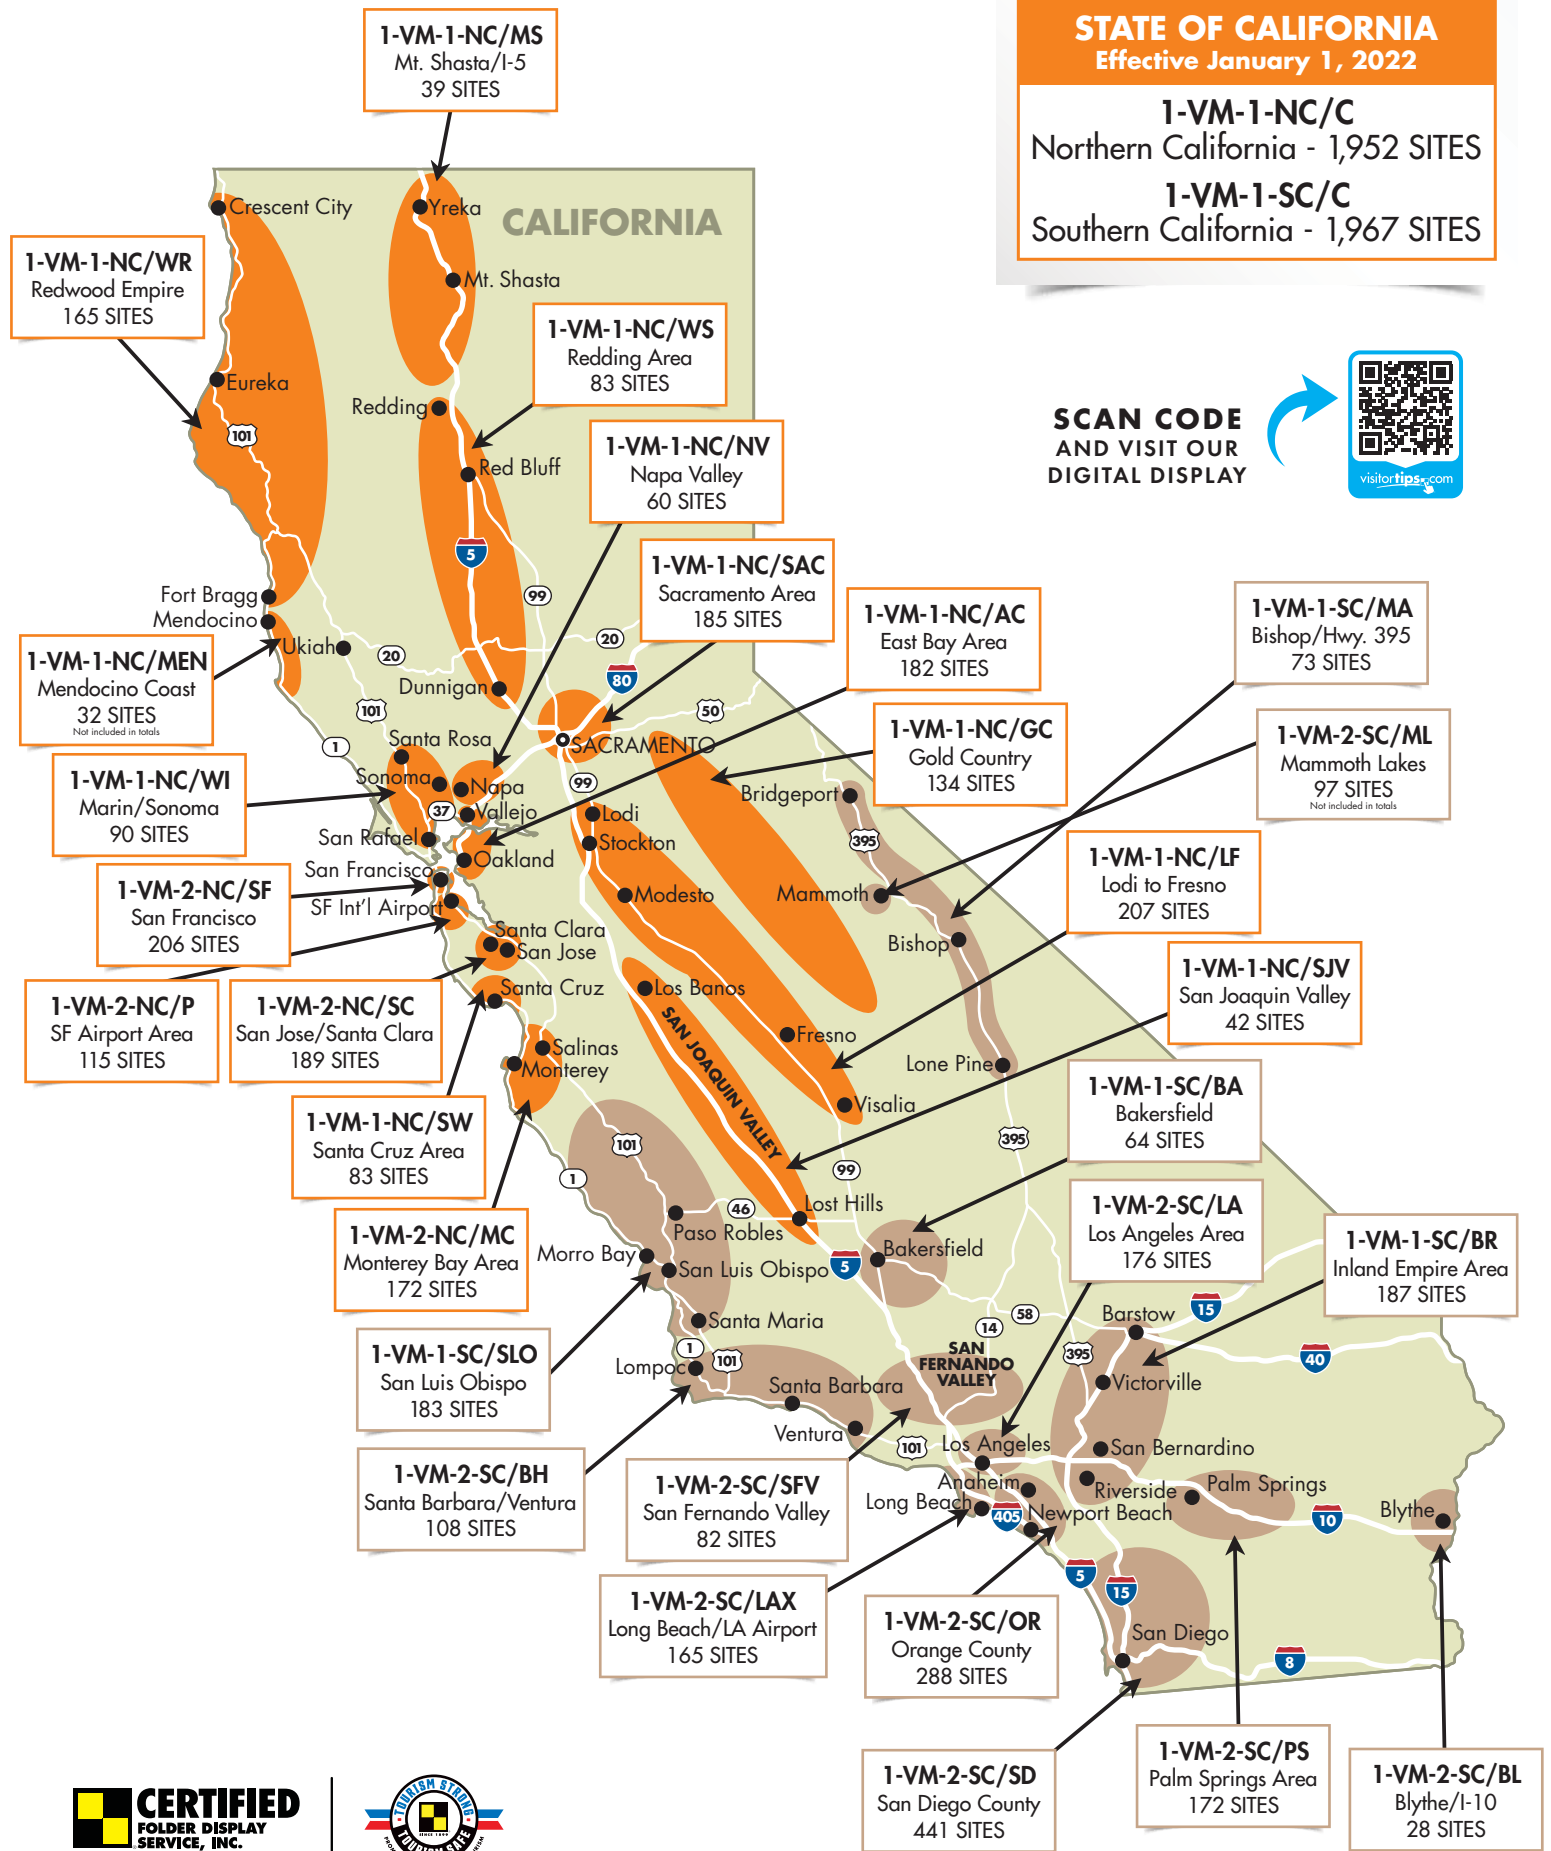 1-VM-1-NC/MS
Mt. Shasta/I-5
39 SITES
STATE OF CALIFORNIA
Effective January 1, 2022
1-VM-1-NC/C
Northern California - 1,952 SITES
1-VM-1-SC/C
Southern California - 1,967 SITES
CALIFORNIA
Crescent City
Yreka
Mt. Shasta
1-VM-1-NC/WR
Redwood Empire
165 SITES
1-VM-1-NC/WS
Redding Area
83 SITES
Eureka
101
Redding
Red Bluff
SCAN CODE
AND VISIT OUR
DIGITAL DISPLAY
visitortips.com
1-VM-1-NC/NV
Napa Valley
60 SITES
5
99
1-VM-1-NC/SAC
Sacramento Area
185 SITES
Fort Bragg
Mendocino
Ukiah
20
20
80
50
1-VM-1-NC/AC
East Bay Area
182 SITES
1-VM-1-SC/MA
Bishop/Hwy. 395
73 SITES
1-VM-1-NC/MEN
Mendocino Coast
32 SITES
Not included in totals
Dunnigan
101
1
Santa Rosa
SACRAMENTO
1-VM-1-NC/GC
Gold Country
134 SITES
1-VM-2-SC/ML
Mammoth Lakes
97 SITES
Not included in totals
1-VM-1-NC/WI
Marin/Sonoma
90 SITES
Sonoma
Napa
99
37
Vallejo
Lodi
Bridgeport
395
San Rafael
Stockton
Oakland
San Francisco
SF Int'l Airport
Modesto
Mammoth
1-VM-1-NC/LF
Lodi to Fresno
207 SITES
1-VM-2-NC/SF
San Francisco
206 SITES
Santa Clara
San Jose
Bishop
1-VM-1-NC/SJV
San Joaquin Valley
42 SITES
1-VM-2-NC/P
SF Airport Area
115 SITES
1-VM-2-NC/SC
San Jose/Santa Clara
189 SITES
Santa Cruz
Los Banos
SAN JOAQUIN VALLEY
Fresno
Salinas
Monterey
Lone Pine
Visalia
1-VM-1-SC/BA
Bakersfield
64 SITES
1-VM-1-NC/SW
Santa Cruz Area
83 SITES
101
1
99
395
46
Lost Hills
Paso Robles
1-VM-2-SC/LA
Los Angeles Area
176 SITES
1-VM-2-NC/MC
Monterey Bay Area
172 SITES
Morro Bay
San Luis Obispo
5
Bakersfield
1-VM-1-SC/BR
Inland Empire Area
187 SITES
Santa Maria
14
58
Barstow
15
1-VM-1-SC/SLO
San Luis Obispo
183 SITES
1
101
Lompoc
SAN
FERNANDO
VALLEY
395
40
Victorville
Santa Barbara
Ventura
101
Los Angeles
San Bernardino
1-VM-2-SC/BH
Santa Barbara/Ventura
108 SITES
1-VM-2-SC/SFV
San Fernando Valley
82 SITES
Anaheim
Long Beach
405
Newport Beach
Riverside
Palm Springs
10
Blythe
1-VM-2-SC/LAX
Long Beach/LA Airport
165 SITES
5
15
1-VM-2-SC/OR
Orange County
288 SITES
San Diego
8
1-VM-2-SC/SD
San Diego County
441 SITES
1-VM-2-SC/PS
Palm Springs Area
172 SITES
1-VM-2-SC/BL
Blythe/I-10
28 SITES
CERTIFIED
FOLDER DISPLAY
SERVICE, INC.
TOURISM STRONG
SINCE 1890
TOURISM SAFE